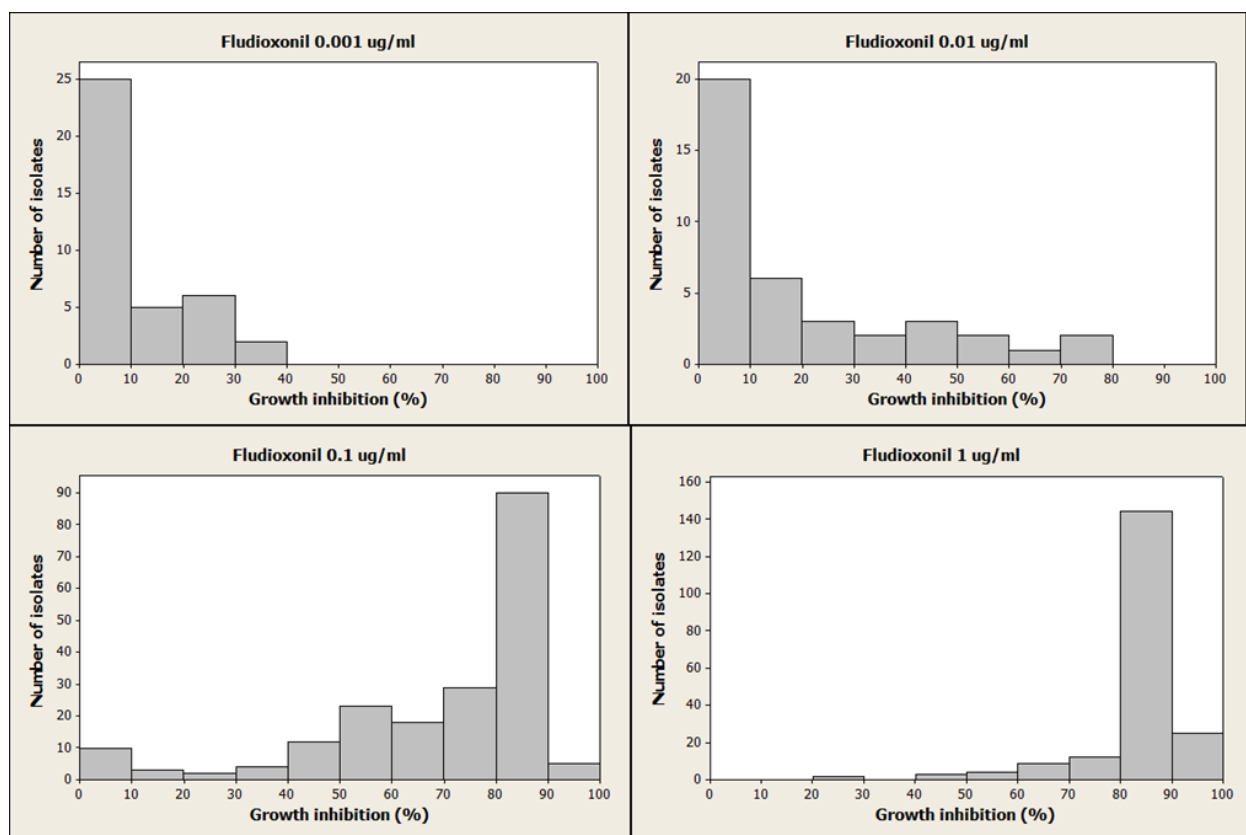 Fludioxonil 0.001 ug/ml
25
20
15
10
5
0
Number of isolates
0 10 20 30 40 50 60 70 80 90 100
Growth inhibition (%)
Fludioxonil 0.01 ug/ml
20
15
10
5
0
Number of isolates
0 10 20 30 40 50 60 70 80 90 100
Growth inhibition (%)
Fludioxonil 0.1 ug/ml
90
80
70
60
50
40
30
20
10
0
Number of isolates
0 10 20 30 40 50 60 70 80 90 100
Growth inhibition (%)
Fludioxonil 1 ug/ml
160
140
120
100
80
60
40
20
0
Number of isolates
0 10 20 30 40 50 60 70 80 90 100
Growth inhibition (%)